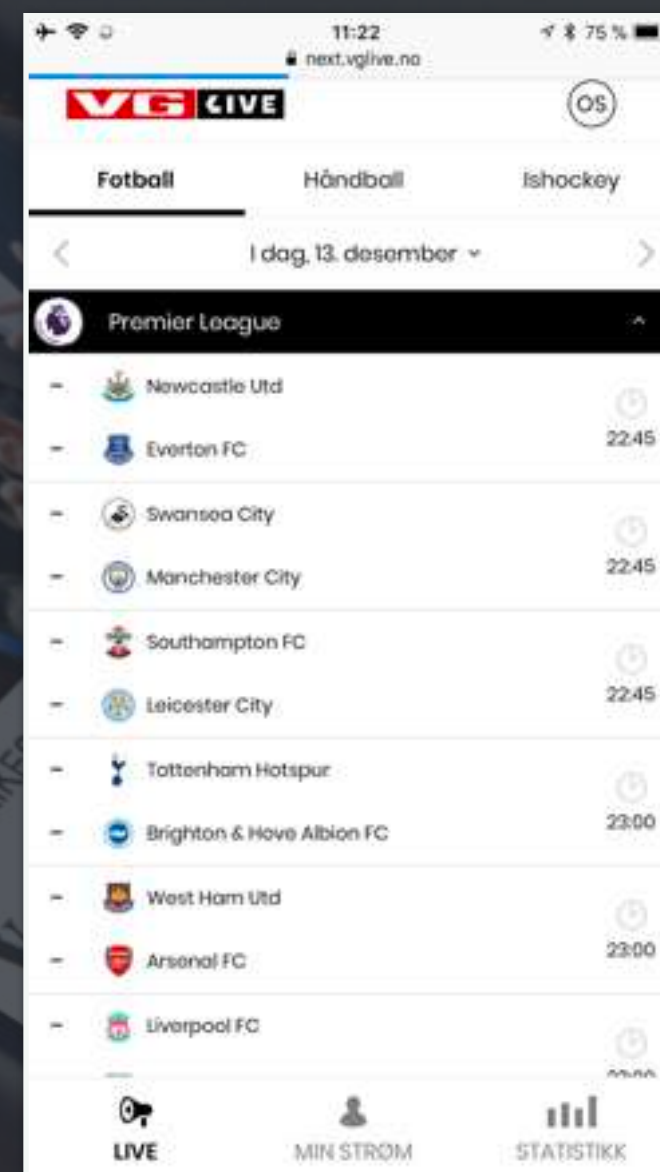 11:22
75 %
next.vglive.no
VG LIVE
OS
Fotball
Håndball
Ishockey
I dag, 13. desember
Premier League
- Newcastle Utd
22:45
- Everton FC
- Swansea City
22:45
- Manchester City
- Southampton FC
22:45
- Leicester City
- Tottenham Hotspur
23:00
- Brighton & Hove Albion FC
- West Ham Utd
23:00
- Arsenal FC
- Liverpool FC
LIVE
MIN STRØM
STATISTIKK